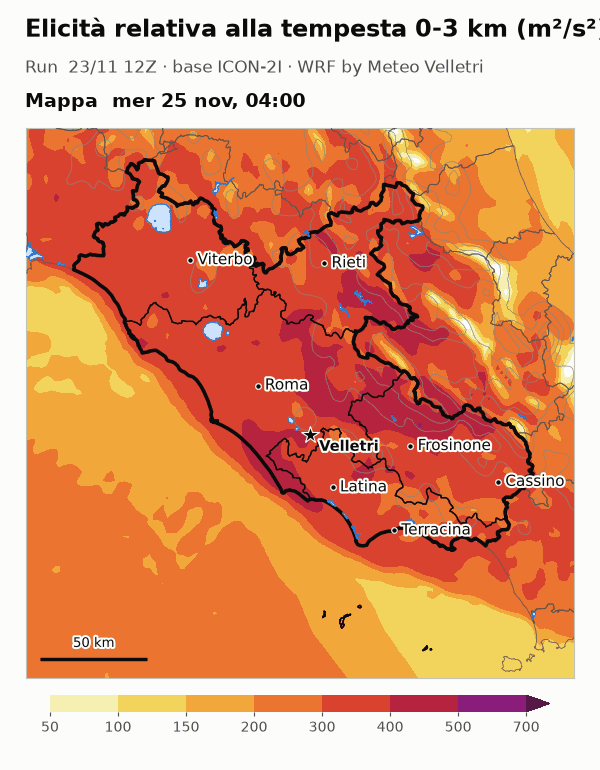 Elicità relativa alla tempesta 0-3 km (m²/s²)
Run 23/11 12Z · base ICON-2I · WRF by Meteo Velletri
Mappa mer 25 nov, 04:00
Viterbo
Rieti
Roma
Velletri
Frosinone
Latina
Cassino
Terracina
50 km
50 100 150 200 300 400 500 700